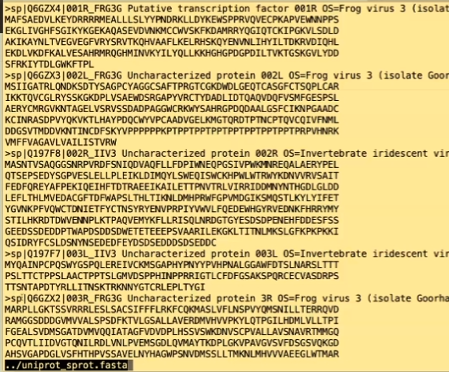 >sp|Q6GZX4|001R_FRG3G Putative transcription factor 001R OS=Frog virus 3 (isolat
MAFSAEDVLKEYDRRRRMEALLLSLYYPNDRKLLDYKEWSPPRVQVECPKAPVEWNNPPS
EKGLIVGHFSGIKYKGEKAQASEVDVNKMCCWVSKFKDAMRRYQGIQTCKIPGKVLSDLD
AKIKAYNLTVEGVEGFVRYSRVTKQHVAAFLKELRHSKQYENVNLIHYILTDKRVDIQHL
EKDLVKDFKALVESAHRMRQGHMINVKYILYQLLKKHGHGPDGPDILTVKTGSKGVLYDD
SFRKIYTDLGWKFTPL
>sp|Q6GZX3|002L_FRG3G Uncharacterized protein 002L OS=Frog virus 3 (isolate Goor
MSIIGATRLQNDKSDTYSAGPCYAGGCSAFTPRGTCGKDWDLGEQTCASGFCTSQPLCAR
IKKTQVCGLRYSSKGKDPLVSAEWDSRGAPYVRCTYDADLIDTQAQVDQFVSMFGESPSL
AERYCMRGVKNTAGELVSRVSSDADPAGGWCRKWYSAHRGPDQDAALGSFCIKNPGAADC
KCINRASDPVYQKVKTLHAYPDQCWYVPCAADVGELKMGTQRDTPTNCPTQVCQIVFNML
DDGSVTMDDVKNTINCDFSKYVPPPPPPKPTPPTPPTPPTPPTPPTPPTPPTPRPVHNRK
VMFFVAGAVLVAILISTVRW
>sp|Q197F8|002R_IIV3 Uncharacterized protein 002R OS=Invertebrate iridescent vir
MASNTVSAQGGSNRPVRDFSNIQDVAQFLLFDPIWNEQPGSIVPWKMNREQALAERYPEL
QTSEPSEDYSGPVESLELLPLEIKLDIMQYLSWEQISWCKHPWLWTRWYKDNVVRVSAIT
FEDFQREYAFPEKIQEIHFTDTRAEEIKAILETTPNVTRLVIRRIDDMNYNTHGDLGLDD
LEFLTHLMVEDACGFTDFWAPSLTHLTIKNLDMHPRWFGPVMDGIKSMQSTLKYLYIFET
YGVNKPFVQWCTDNIETFYCTNSYRYENVPRPIYVWVLFQEDEWHGYRVEDNKFHRRYMY
STILHKRDTDWVENNPLKTPAQVEMYKFLLRISQLNRDGTGYESDSDPENEHFDDESFSS
GEEDSSDEDDPTWAPDSDDSDWETETEEEPSVAARILEKGKLTITNLMKSLGFKPKPKKI
QSIDRYFCSLDSNYNSEDEDFEYDSDSEDDDSDSEDDC
>sp|Q197F7|003L_IIV3 Uncharacterized protein 003L OS=Invertebrate iridescent vir
MYQAINPCPQSWYGSPQLEREIVCKMSGAPHYPNYYPVHPNALGGAWFDTSLNARSLTTT
PSLTTCTPPSLAACTPPTSLGMVDSPPHINPPRRIGTLCFDFGSAKSPQRCECVASDRPS
TTSNTAPDTYRLLITNSKTRKNNYGTCRLEPLTYGI
>sp|Q6GZX2|003R_FRG3G Uncharacterized protein 3R OS=Frog virus 3 (isolate Goorha
MARPLLGKTSSVRRRLESLSACSIFFFLRKFCQKMASLVFLNSPVYQMSNILLTERRQVD
RAMGGSDDDGVMVVALSPSDFKTVLGSALLAVERDMVHVVPKYLQTPGILHDMLVLLTPI
FGEALSVDMSGATDVMVQQIATAGFVDVDPLHSSVSWKDNVSCPVALLAVSNAVRTMMGQ
PCQVTLIIDVGTQNILRDLVNLPVEMSGDLQVMAYTKDPLGKVPAVGVSVFDSGSVQKGD
AHSVGAPDGLVSFHTHPVSSAVELNYHAGWPSNVDMSSLLTMKNLMHVVVAEEGLWTMAR
../uniprot_sprot.fasta